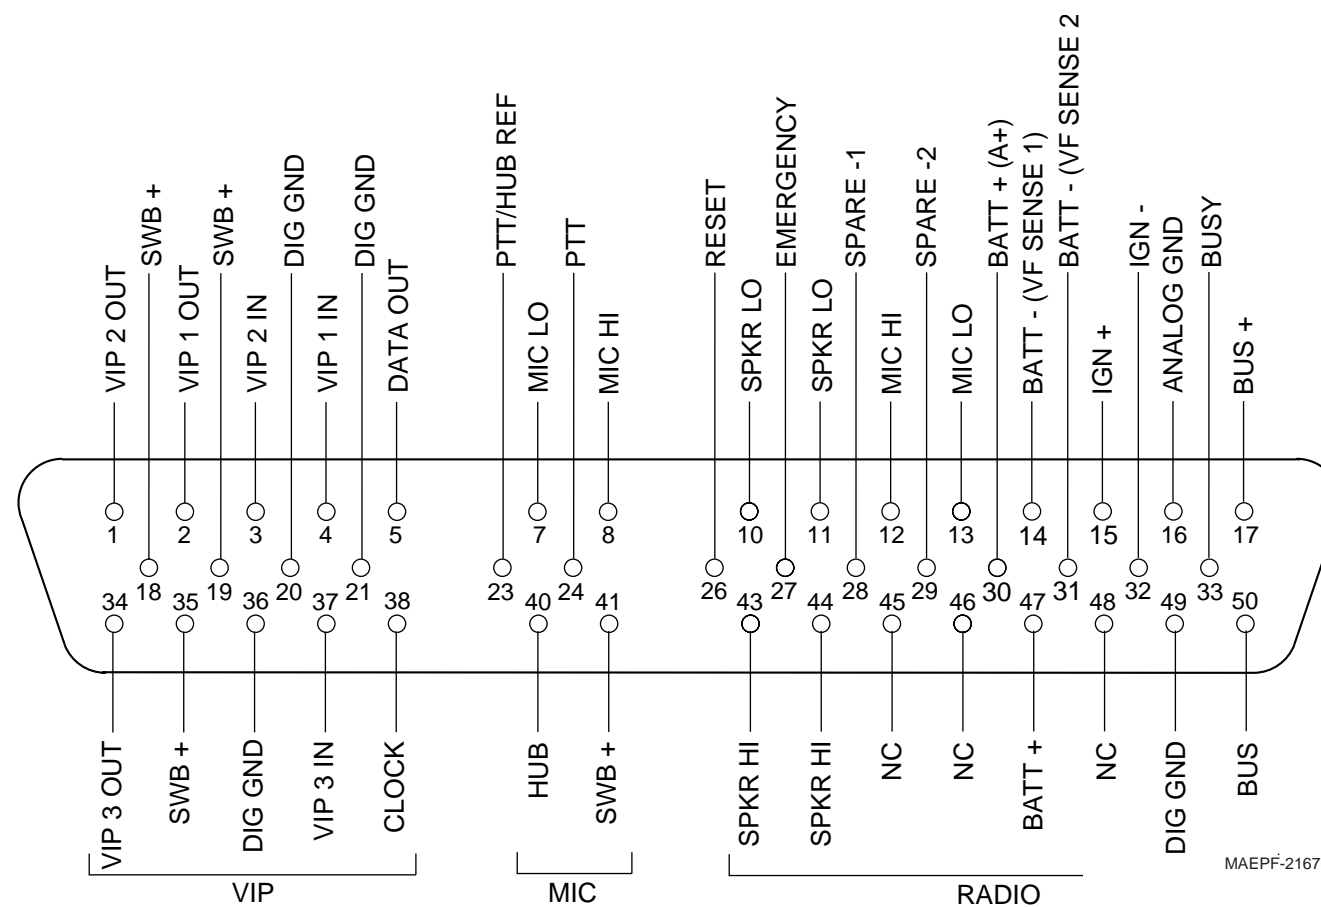 VIP 2 OUT
SWB +
VIP 1 OUT
SWB +
VIP 2 IN
DIG GND
VIP 1 IN
DIG GND
DATA OUT
PTT/HUB REF
MIC LO
PTT
MIC HI
RESET
SPKR LO
EMERGENCY
SPKR LO
SPARE -1
MIC HI
SPARE -2
MIC LO
BATT + (A+)
BATT - (VF SENSE 1)
BATT - (VF SENSE 2
IGN +
IGN -
ANALOG GND
BUSY
BUS +
1 2 3 4 5 7 8 10 11 12 13 14 15 16 17
18 19 20 21 23 24 26 27 28 29 30 31 32 33
34 35 36 37 38 40 41 43 44 45 46 47 48 49 50
VIP 3 OUT
SWB +
DIG GND
VIP 3 IN
CLOCK
HUB
SWB +
SPKR HI
SPKR HI
NC
NC
BATT +
NC
DIG GND
BUS
VIP
MIC
RADIO
MAEPF-2167